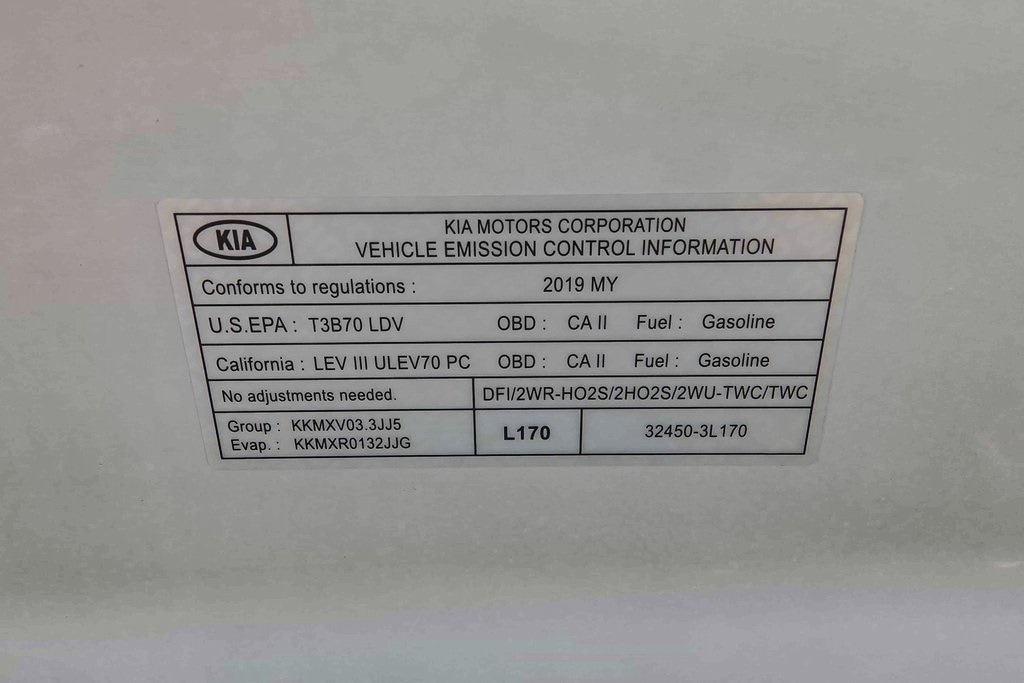 KIA
KIA MOTORS CORPORATION
VEHICLE EMISSION CONTROL INFORMATION
Conforms to regulations : 2019 MY
U.S.EPA : T3B70 LDV OBD : CA II Fuel : Gasoline
California : LEV III ULEV70 PC OBD : CA II Fuel : Gasoline
No adjustments needed. DFI/2WR-HO2S/2HO2S/2WU-TWC/TWC
Group : KKMXV03.3JJ5
Evap. : KKMXR0132JJG
L170
32450-3L170